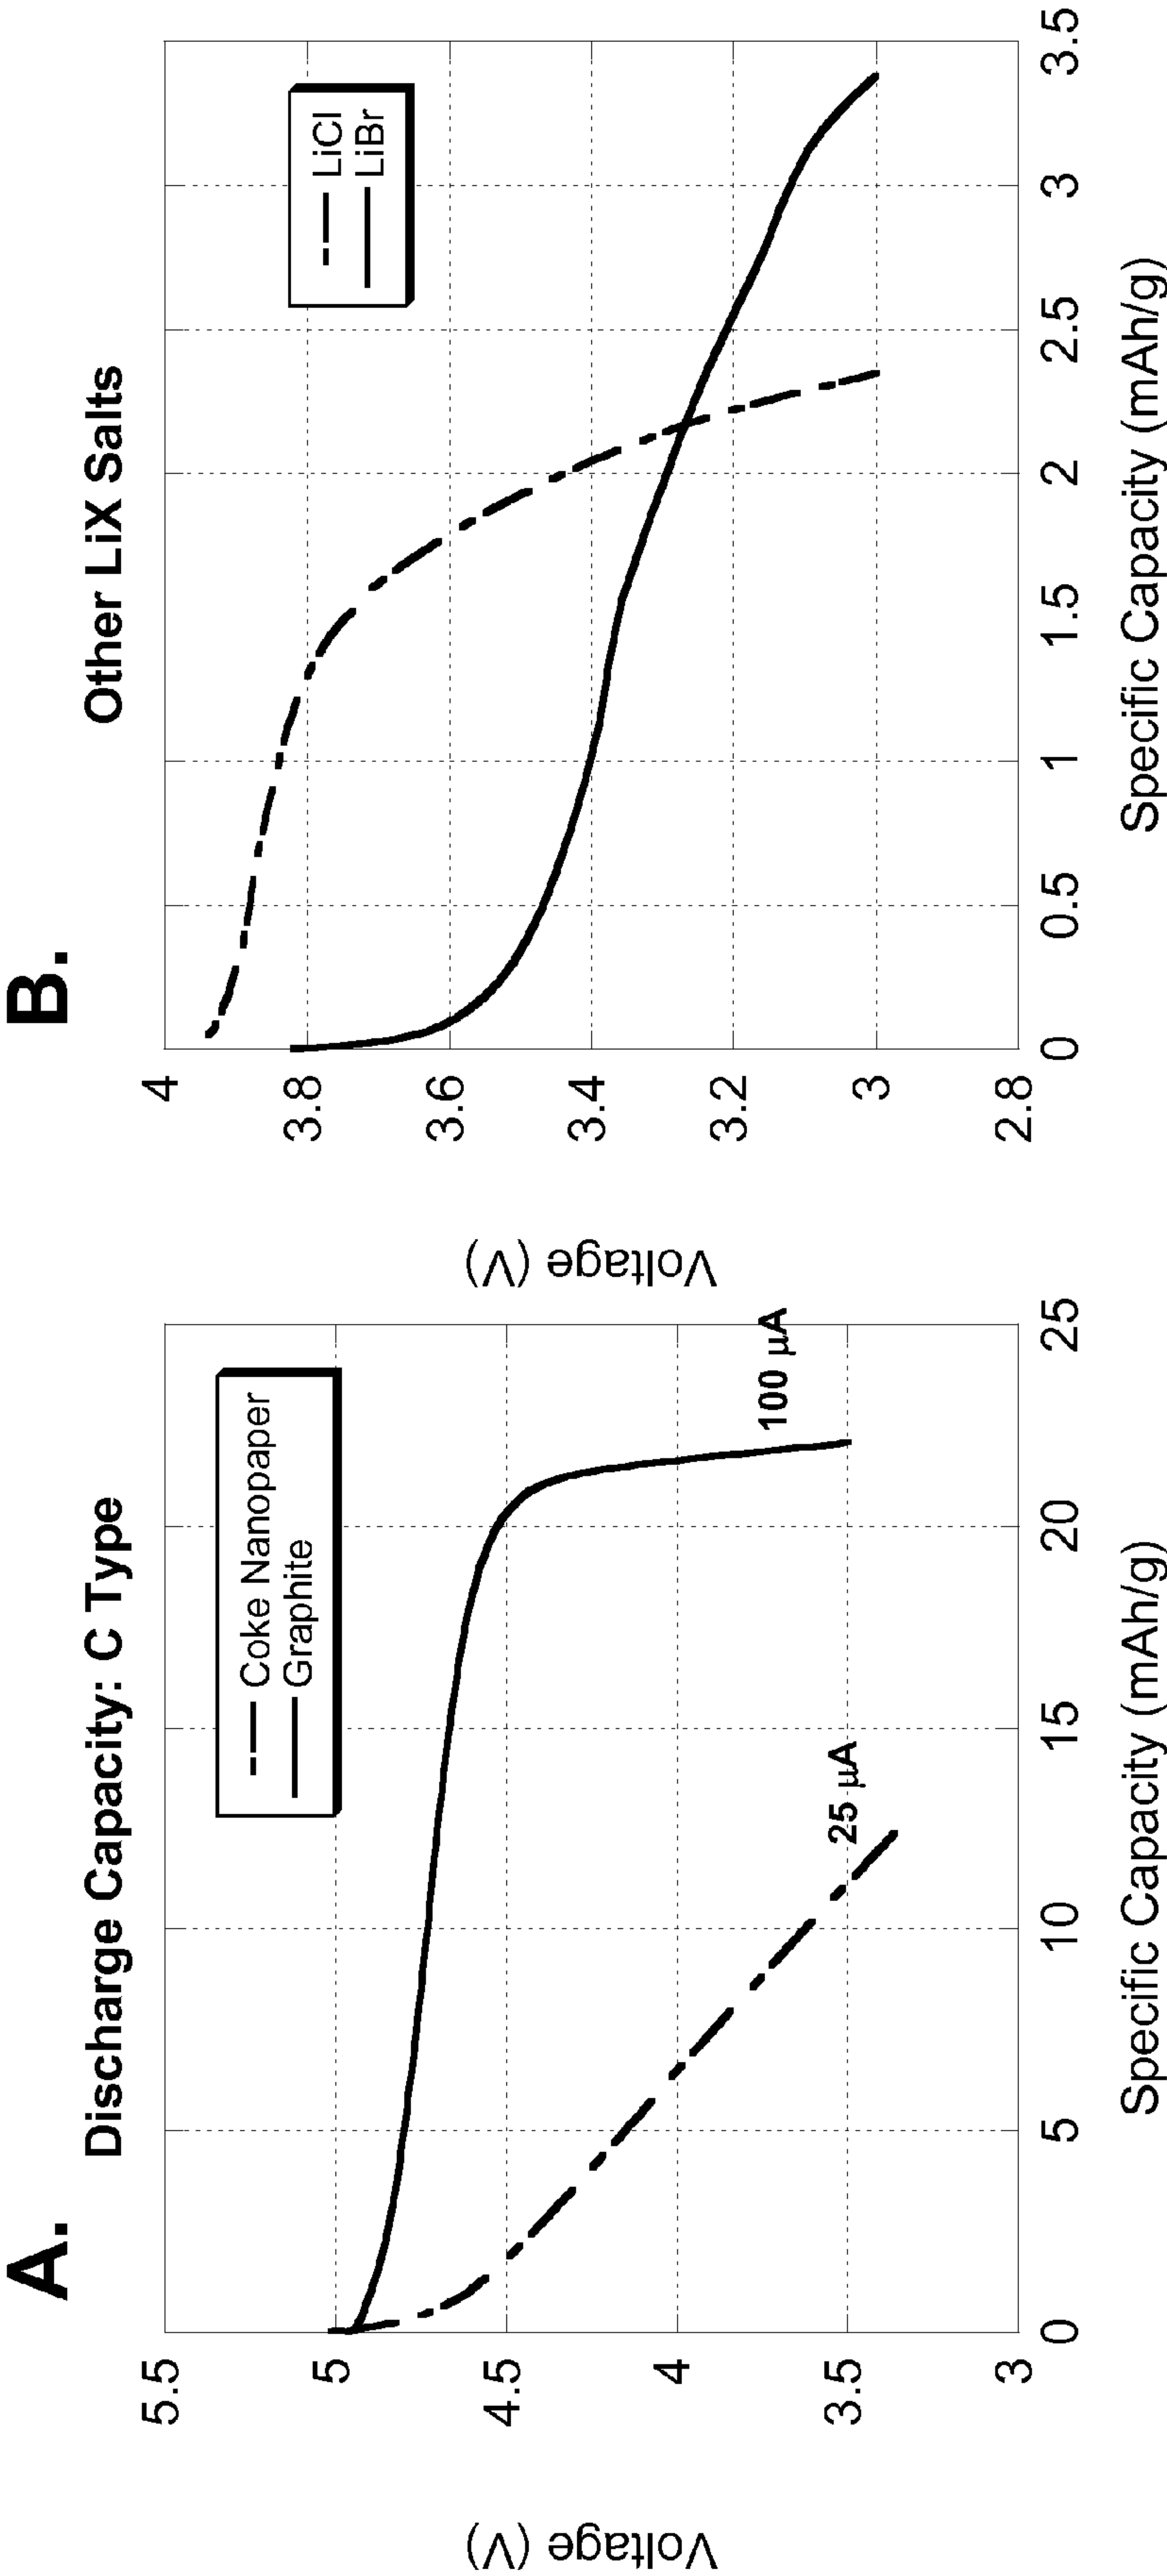 A.
Discharge Capacity: C Type
Coke Nanopaper
Graphite
Voltage (V)
5.5
5
4.5
4
3.5
3
100 µA
25 µA
0
5
10
15
20
25
Specific Capacity (mAh/g)
B.
Other LiX Salts
LiCl
LiBr
Voltage (V)
4
3.8
3.6
3.4
3.2
3
2.8
0
0.5
1
1.5
2
2.5
3
3.5
Specific Capacity (mAh/g)